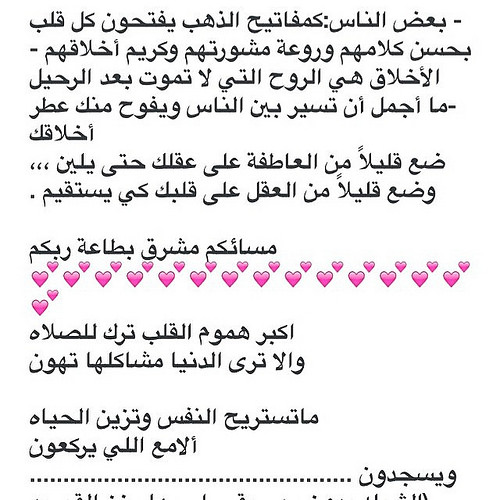 - بعض الناس:كمفاتيح الذهب يفتحون كل قلب
بحسن كلامهم وروعة مشورتهم وكريم أخلاقهم -
الأخلاق هي الروح التي لا تموت بعد الرحيل
-ما أجمل أن تسير بين الناس ويفوح منك عطر
أخلاقك
ضع قليلاً من العاطفة على عقلك حتى يلين ،،،
وضع قليلاً من العقل على قلبك كي يستقيم .
مسائكم مشرق بطاعة ربكم
💕💕💕💕💕💕💕💕💕💕💕💕💕💕
💕
اكبر هموم القلب ترك للصلاه
والا ترى الدنيا مشاكلها تهون
ماتستريح النفس وتزين الحياه
ألامع اللي يركعون
ويسجدون ................................................